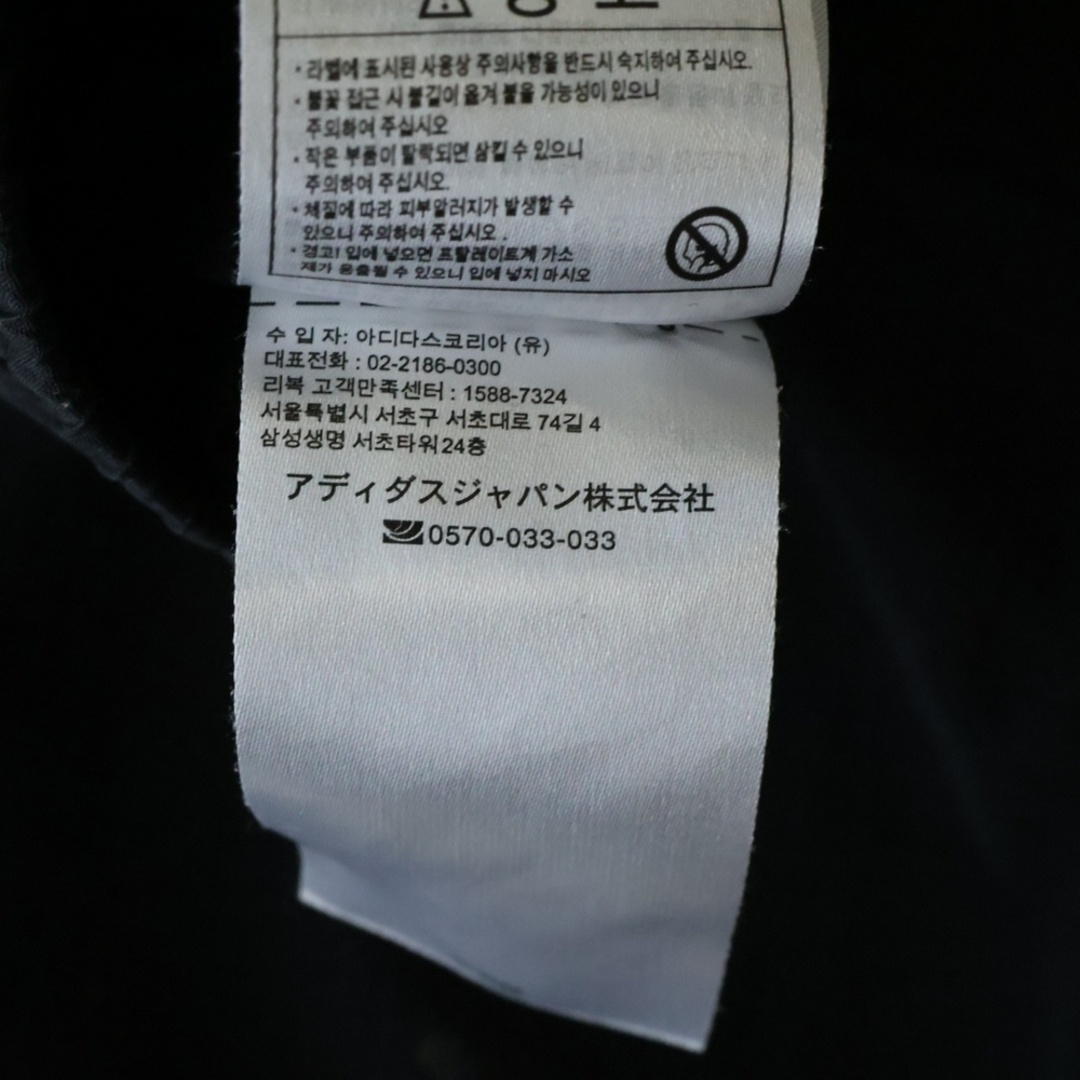 경고
· 라벨에 표시된 사용상 주의사항을 반드시 숙지하여 주십시오.
· 불꽃 접근 시 불길이 옮겨 붙을 가능성이 있으니
주의하여 주십시오
· 작은 부품이 탈락되면 삼킬 수 있으니
주의하여 주십시오.
· 체질에 따라 피부알러지가 발생할 수
있으니 주의하여 주십시오 .
· 경고! 입에 넣으면 프탈레이트계 가소
제가 용출될 수 있으니 입에 넣지 마시오
수 입 자: 아디다스코리아 (유)
대표전화 : 02-2186-0300
리복 고객만족센터 : 1588-7324
서울특별시 서초구 서초대로 74길 4
삼성생명 서초타워24층
アディダスジャパン株式会社
0570-033-033